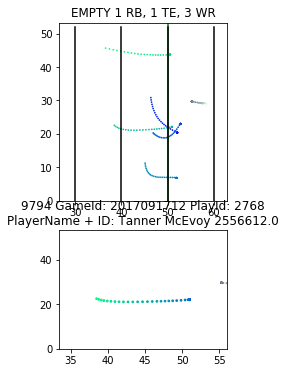 EMPTY 1 RB, 1 TE, 3 WR
50
40
30
20
10
0
30 40 50 60
9794 GameId: 2017091712 PlayId: 2768
PlayerName + ID: Tanner McEvoy 2556612.0
40
20
0
35 40 45 50 55